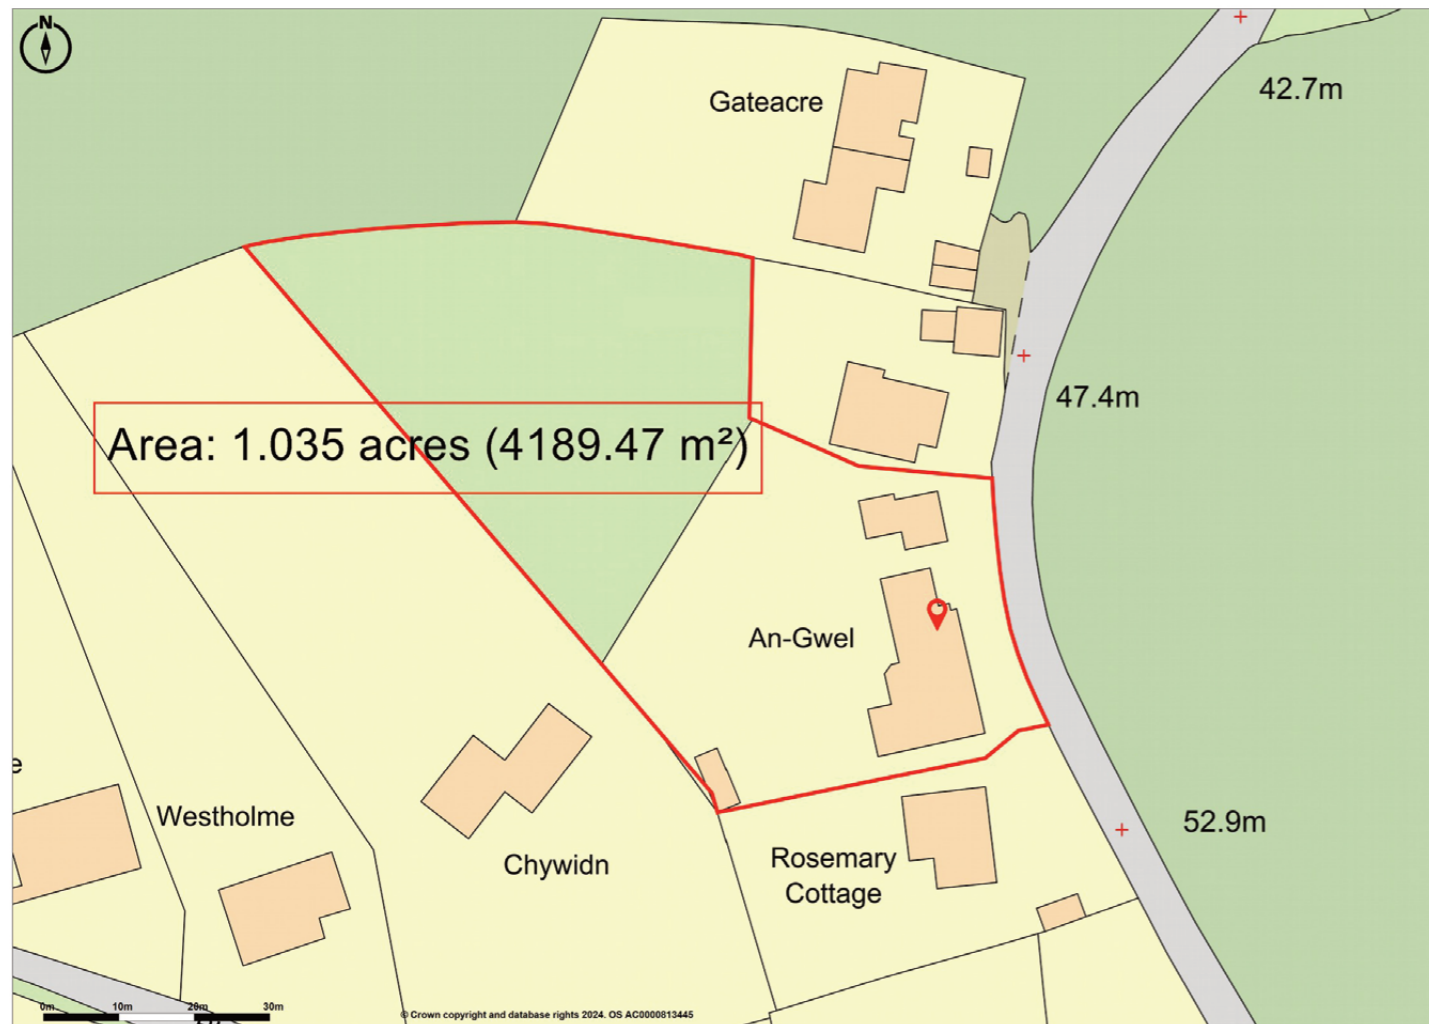 N
42.7m
Gateacre
47.4m
Area: 1.035 acres (4189.47 m²)
An-Gwel
e
Westholme
52.9m
Chywidn
Rosemary
Cottage
0m 10m 20m 30m
© Crown copyright and database rights 2024. OS AC0000813445